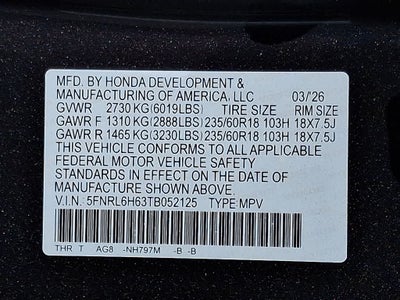 MFD. BY HONDA DEVELOPMENT &
MANUFACTURING OF AMERICA, LLC 03/'26
GVWR 2730 KG(6019LBS) TIRE SIZE RIM SIZE
GAWR F 1310 KG(2888LBS) 235/60R18 103H 18X7.5J
GAWR R 1465 KG(3230LBS) 235/60R18 103H 18X7.5J
THIS VEHICLE CONFORMS TO ALL APPLICABLE
FEDERAL MOTOR VEHICLE SAFETY
STANDARDS IN EFFECT ON THE DATE OF
MANUFACTURE SHOWN ABOVE.
V.I.N. 5FNRL6H63TB052125 TYPE MPV
THR T AG8 -NH797M -B -B